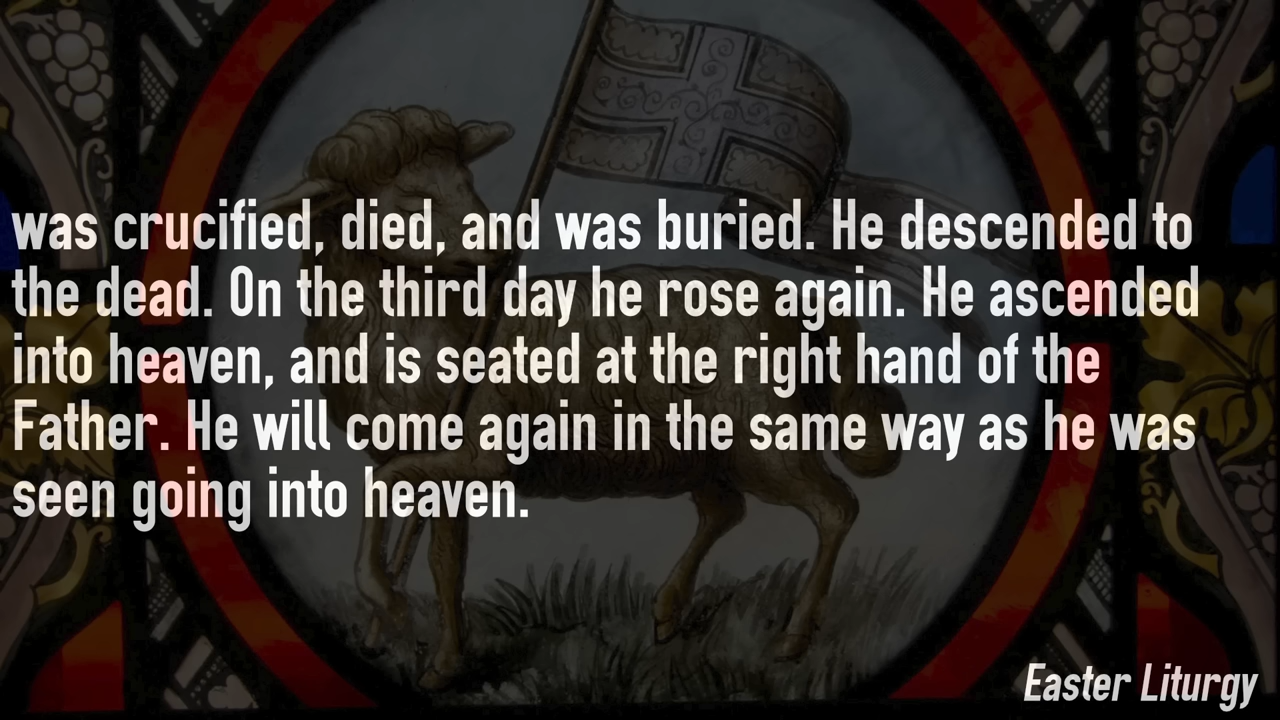 was crucified, died, and was buried. He descended to
the dead. On the third day he rose again. He ascended
into heaven, and is seated at the right hand of the
Father. He will come again in the same way as he was
seen going into heaven.
Easter Liturgy